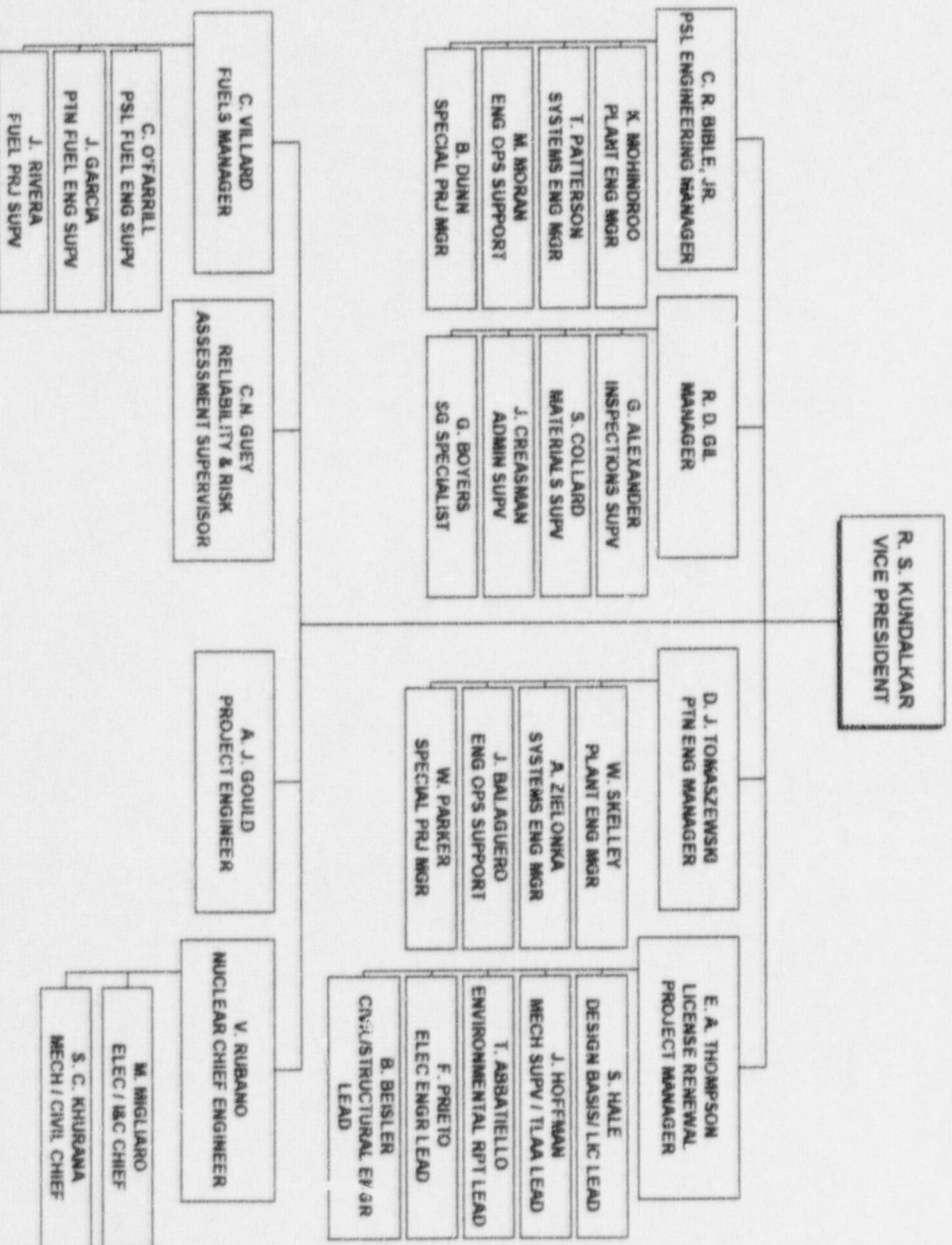 R. S. KUNDALKAR
VICE PRESIDENT
C. R. BIBLE, JR.
PSL ENGINEERING MANAGER
K. MOHINDROO
PLANT ENG MGR
T. PATTERSON
SYSTEMS ENG MGR
M. MORAN
ENG OPS SUPPORT
B. DUNN
SPECIAL PRJ MGR
R. D. GIL
MANAGER
G. ALEXANDER
INSPECTIONS SUPV
S. COLLARD
MATERIALS SUPV
J. CREASMAN
ADMIN SUPV
G. BOYERS
SG SPECIALIST
D. J. TOMASZEWSKI
PTN ENG MANAGER
W. SKELLEY
PLANT ENG MGR
A. ZIELONKA
SYSTEMS ENG MGR
J. BALAGUERO
ENG OPS SUPPORT
W. PARKER
SPECIAL PRJ MGR
E. A. THOMPSON
LICENSE RENEWAL
PROJECT MANAGER
S. HALE
DESIGN BASIS/ LIC LEAD
J. HOFFMAN
MECH SUPV / TLAA LEAD
T. ABBATIELLO
ENVIRONMENTAL RPT LEAD
F. PRIETO
ELEC ENGR LEAD
B. BEISLER
CIVIL/STRUCTURAL ENGR
LEAD
C. VILLARD
FUELS MANAGER
C. O'FARRILL
PSL FUEL ENG SUPV
J. GARCIA
PTN FUEL ENG SUPV
J. RIVERA
FUEL PRJ SUPV
C.N. GUEY
RELIABILITY & RISK
ASSESSMENT SUPERVISOR
A. J. GOULD
PROJECT ENGINEER
V. RUBANO
NUCLEAR CHIEF ENGINEER
M. MIGLIARO
ELEC / I&C CHIEF
S. C. KHURANA
MECH / CIVIL CHIEF